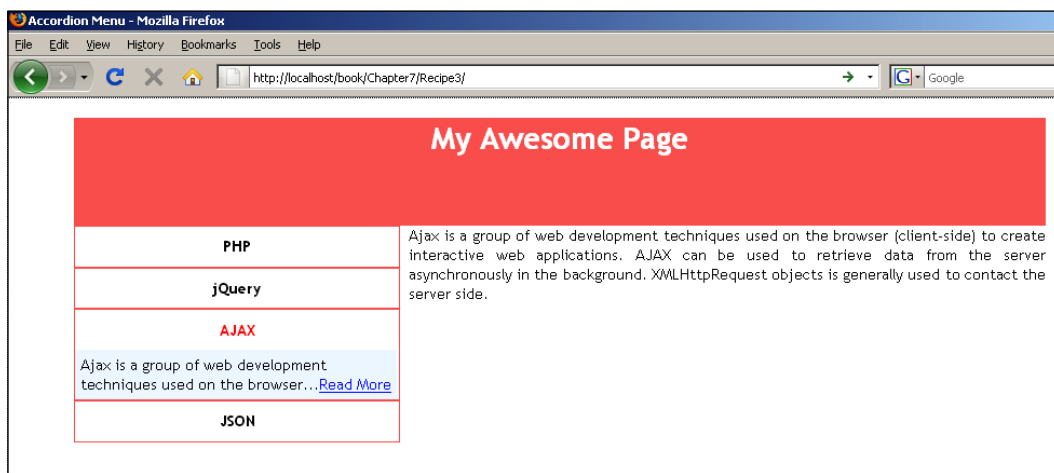 Accordion Menu - Mozilla Firefox
File Edit View History Bookmarks Tools Help
http://localhost/book/Chapter7/Recipe3/
G Google
My Awesome Page
PHP
jQuery
AJAX
Ajax is a group of web development
techniques used on the browser...Read More
JSON
Ajax is a group of web development techniques used on the browser (client-side) to create
interactive web applications. AJAX can be used to retrieve data from the server
asynchronously in the background. XMLHttpRequest objects is generally used to contact the
server side.